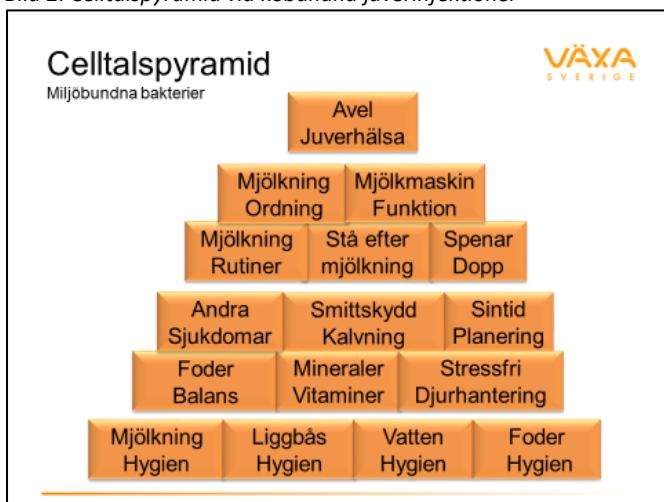 Celltalspyramid
Miljöbundna bakterier
VÄXA
SVERIGE
Avel
Juverhälsa
Mjölkning
Ordning
Mjölkmaskin
Funktion
Mjölkning
Rutiner
Stå efter
mjölkning
Spenar
Dopp
Andra
Sjukdomar
Smittskydd
Kalvning
Sintid
Planering
Foder
Balans
Mineraler
Vitaminer
Stressfri
Djurhantering
Mjölkning
Hygien
Liggbås
Hygien
Vatten
Hygien
Foder
Hygien